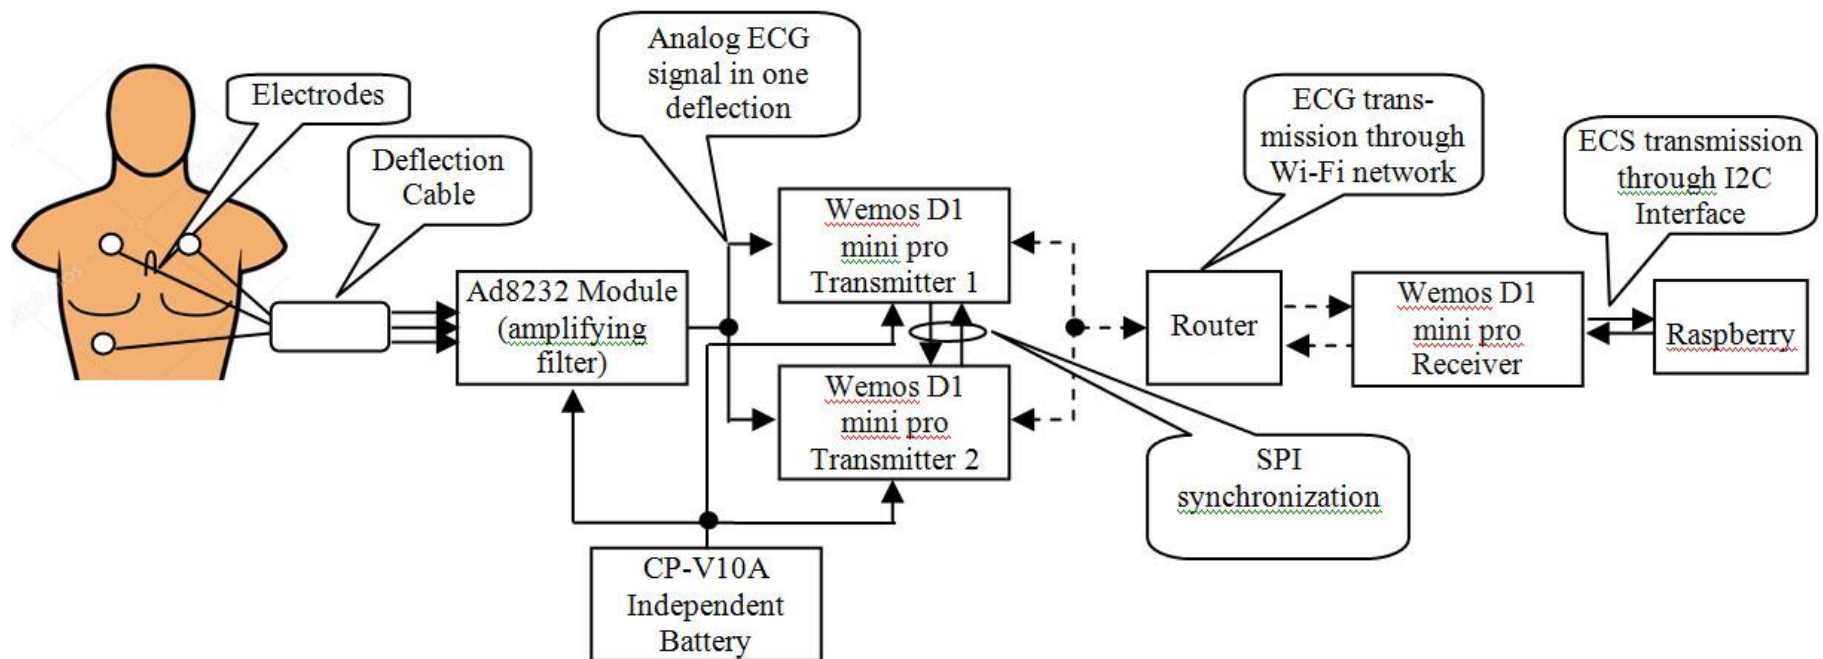 Electrodes
Deflection
Cable
Analog ECG
signal in one
deflection
Ad8232 Module
(amplifying
filter)
Wemos D1
mini pro
Transmitter 1
Wemos D1
mini pro
Transmitter 2
CP-V10A
Independent
Battery
ECG trans-
mission through
Wi-Fi network
Router
SPI
synchronization
Wemos D1
mini pro
Receiver
ECS transmission
through I2C
Interface
Raspberry